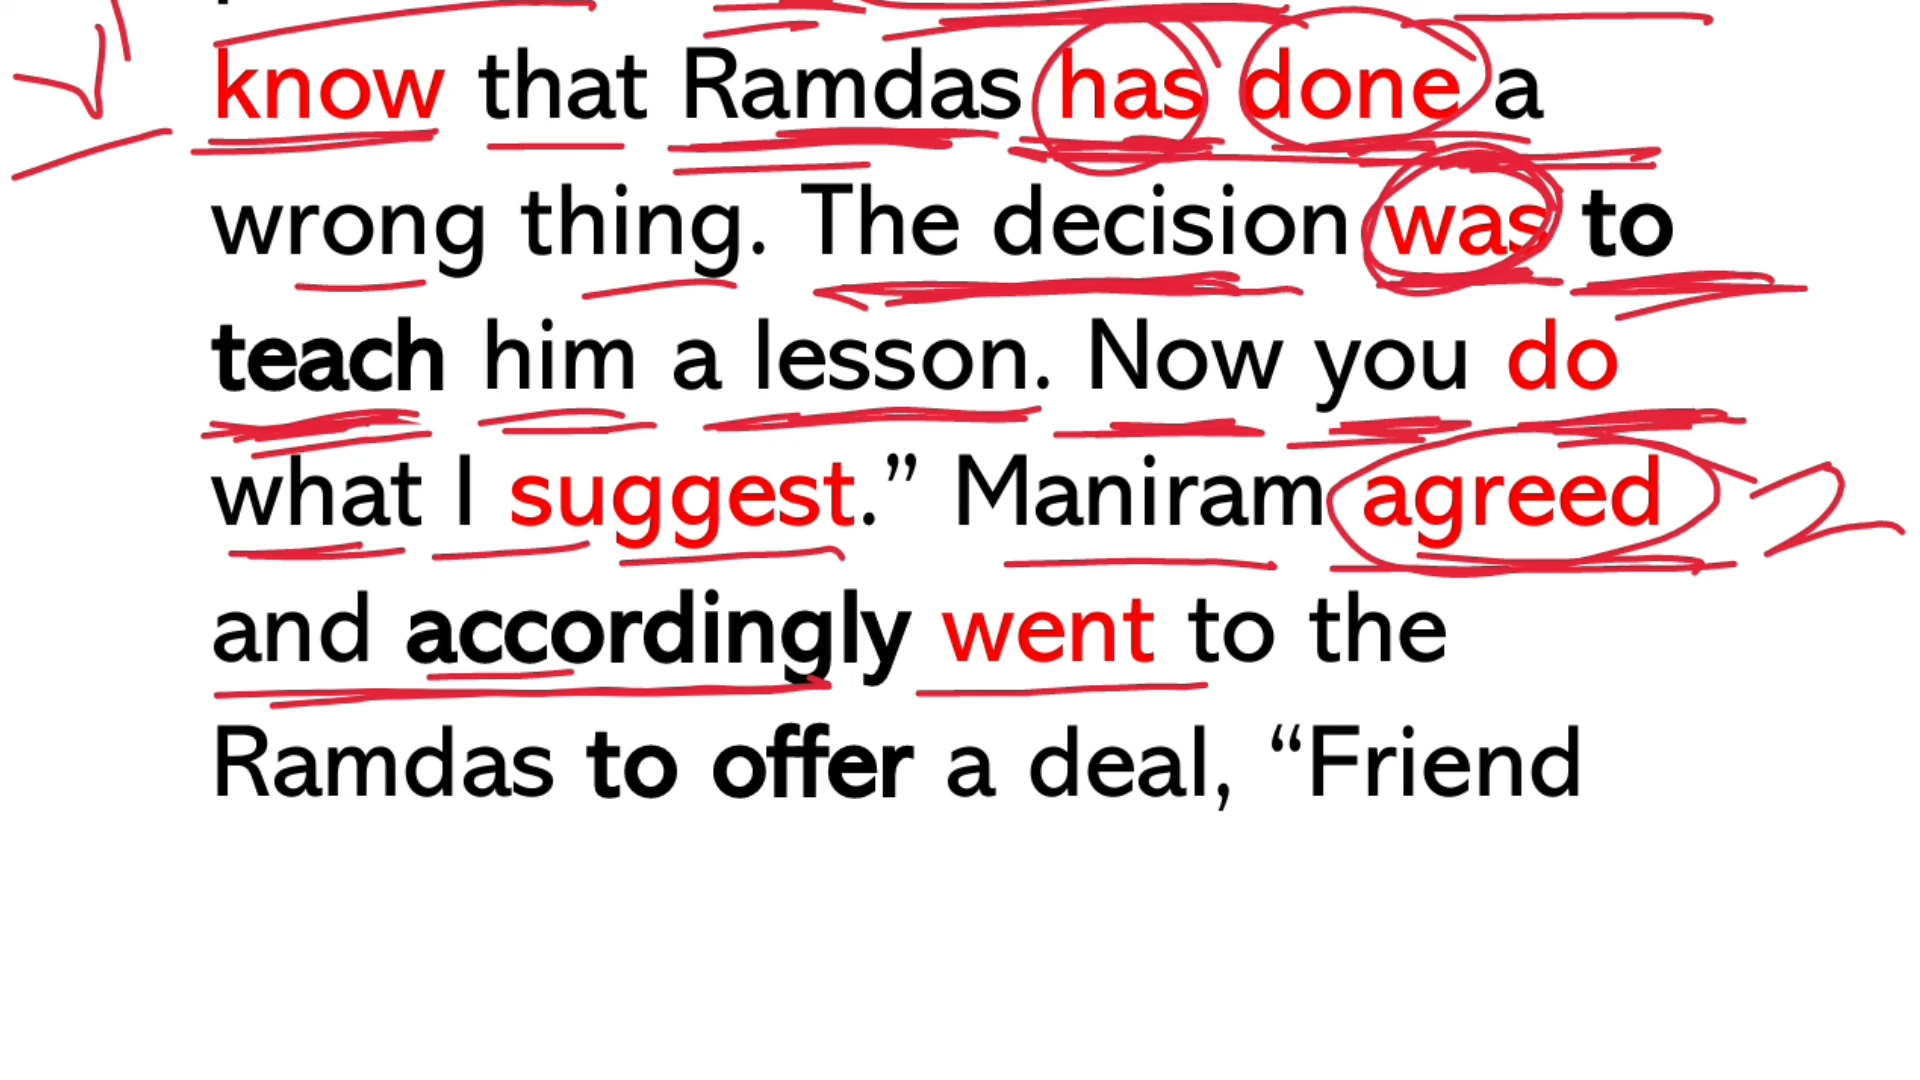 know that Ramdas has done a
wrong thing. The decision was to
teach him a lesson. Now you do
what I suggest.” Maniram agreed
and accordingly went to the
Ramdas to offer a deal, “Friend